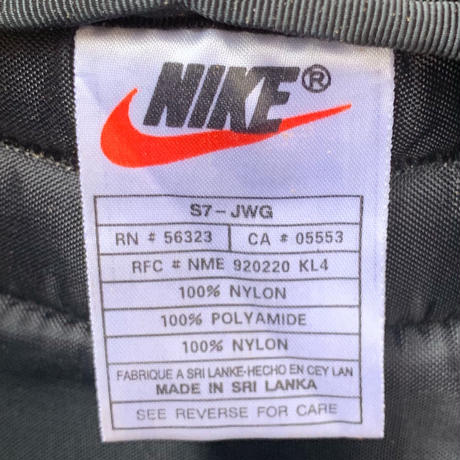 NIKE®
S7-JWG
RN # 56323 CA # 05553
RFC # NME 920220 KL4
100% NYLON
100% POLYAMIDE
100% NYLON
FABRIQUE A SRI LANKE-HECHO EN CEY LAN
MADE IN SRI LANKA
SEE REVERSE FOR CARE